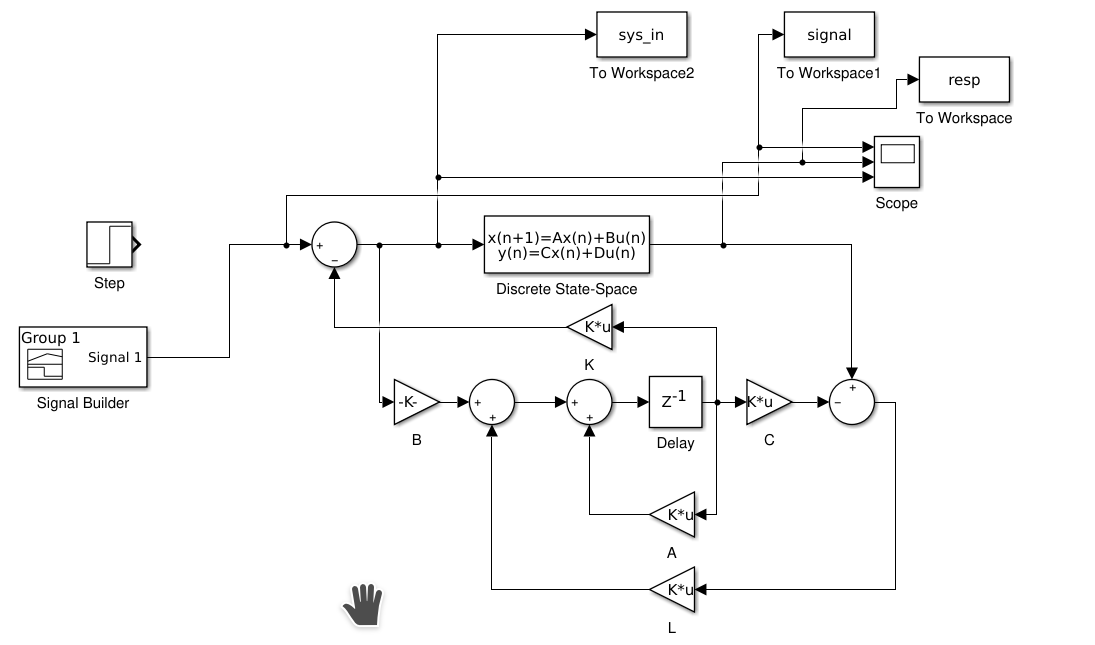 sys_in
To Workspace2
signal
To Workspace1
resp
To Workspace
Scope
Step
+
−
x(n+1)=Ax(n)+Bu(n)
y(n)=Cx(n)+Du(n)
Discrete State-Space
Group 1
Signal 1
Signal Builder
K*u
K
-K-
B
+
+
+
+
Z-1
Delay
K*u
C
+
−
K*u
A
K*u
L